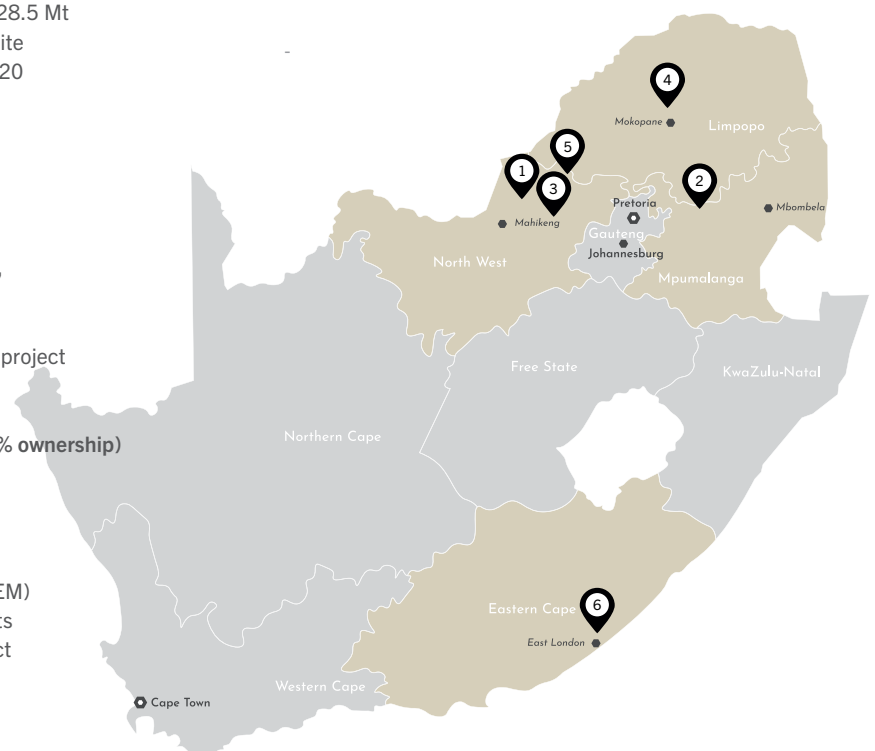 28.5 Mt
ite
20
project
% ownership)
EM)
ts
ct
4
Mokopane
Limpopo
5
1
3
2
Mbombela
Pretoria
Mahikeng
Gauteng
Johannesburg
North West
Mpumalanga
Free State
KwaZulu-Natal
Northern Cape
6
Eastern Cape
East London
Western Cape
Cape Town